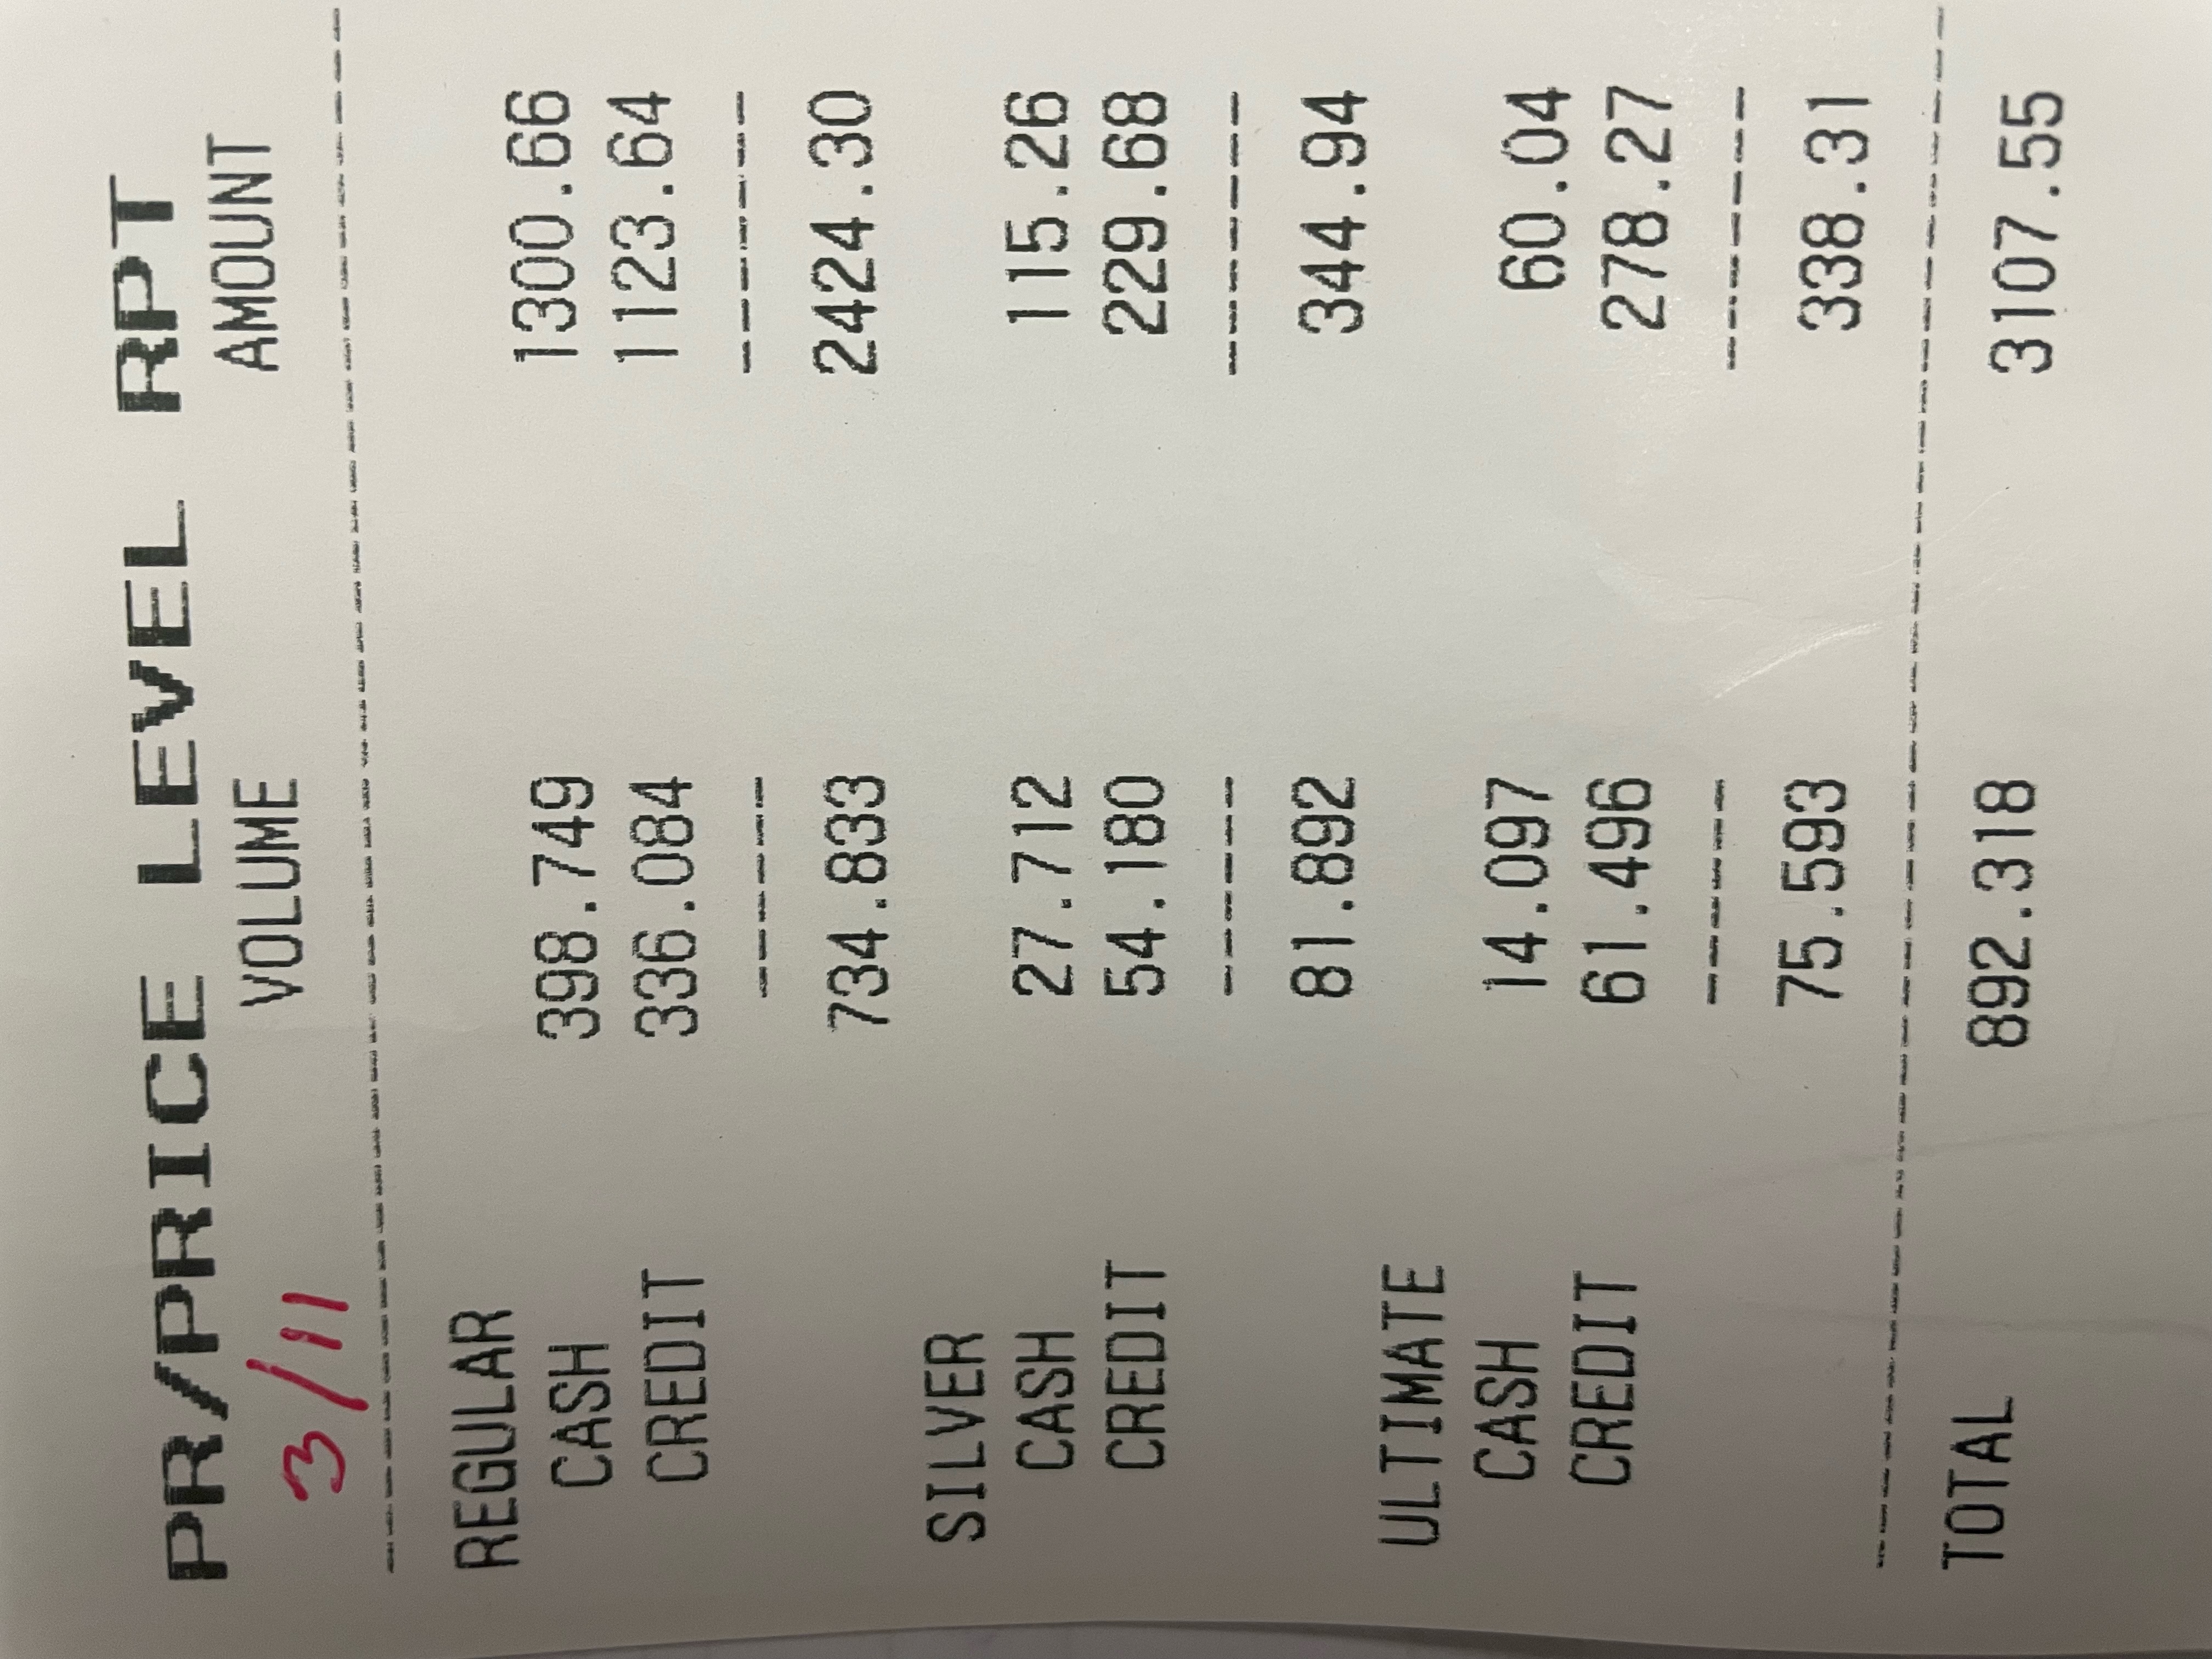 PR/PRICE LEVEL RPT
VOLUME AMOUNT
3/11
REGULAR
CASH 398.749 1300.66
CREDIT 336.084 1123.64
734.833 2424.30
SILVER
CASH 27.712 115.26
CREDIT 54.180 229.68
81.892 344.94
ULTIMATE
CASH 14.097 60.04
CREDIT 61.496 278.27
75.593 338.31
TOTAL 892.318 3107.55